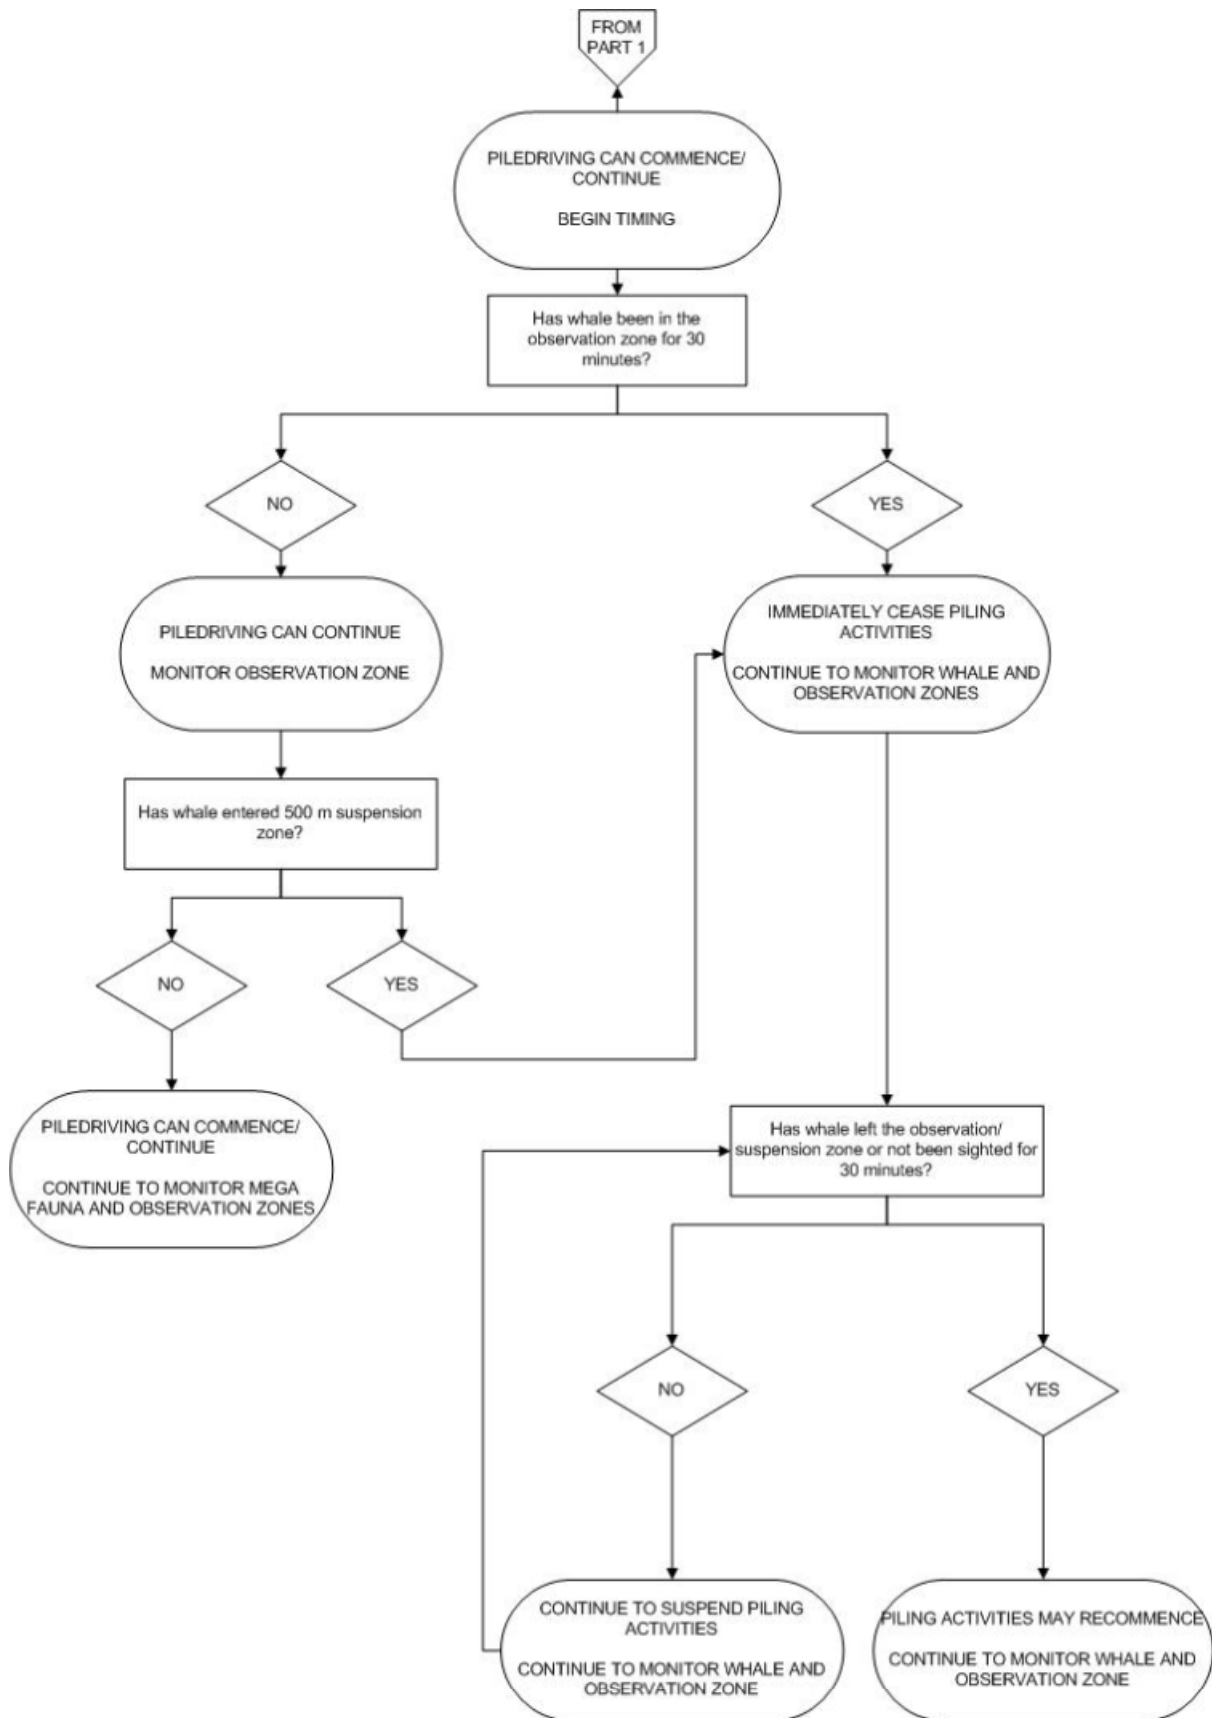 FROM
PART 1
PILEDRIVING CAN COMMENCE/
CONTINUE
BEGIN TIMING
Has whale been in the
observation zone for 30
minutes?
NO
YES
PILEDRIVING CAN CONTINUE
MONITOR OBSERVATION ZONE
IMMEDIATELY CEASE PILING
ACTIVITIES
CONTINUE TO MONITOR WHALE AND
OBSERVATION ZONES
Has whale entered 500 m suspension
zone?
NO
YES
PILEDRIVING CAN COMMENCE/
CONTINUE
CONTINUE TO MONITOR MEGA
FAUNA AND OBSERVATION ZONES
Has whale left the observation/
suspension zone or not been sighted for
30 minutes?
NO
YES
CONTINUE TO SUSPEND PILING
ACTIVITIES
CONTINUE TO MONITOR WHALE AND
OBSERVATION ZONE
PILING ACTIVITIES MAY RECOMMENCE
CONTINUE TO MONITOR WHALE AND
OBSERVATION ZONE